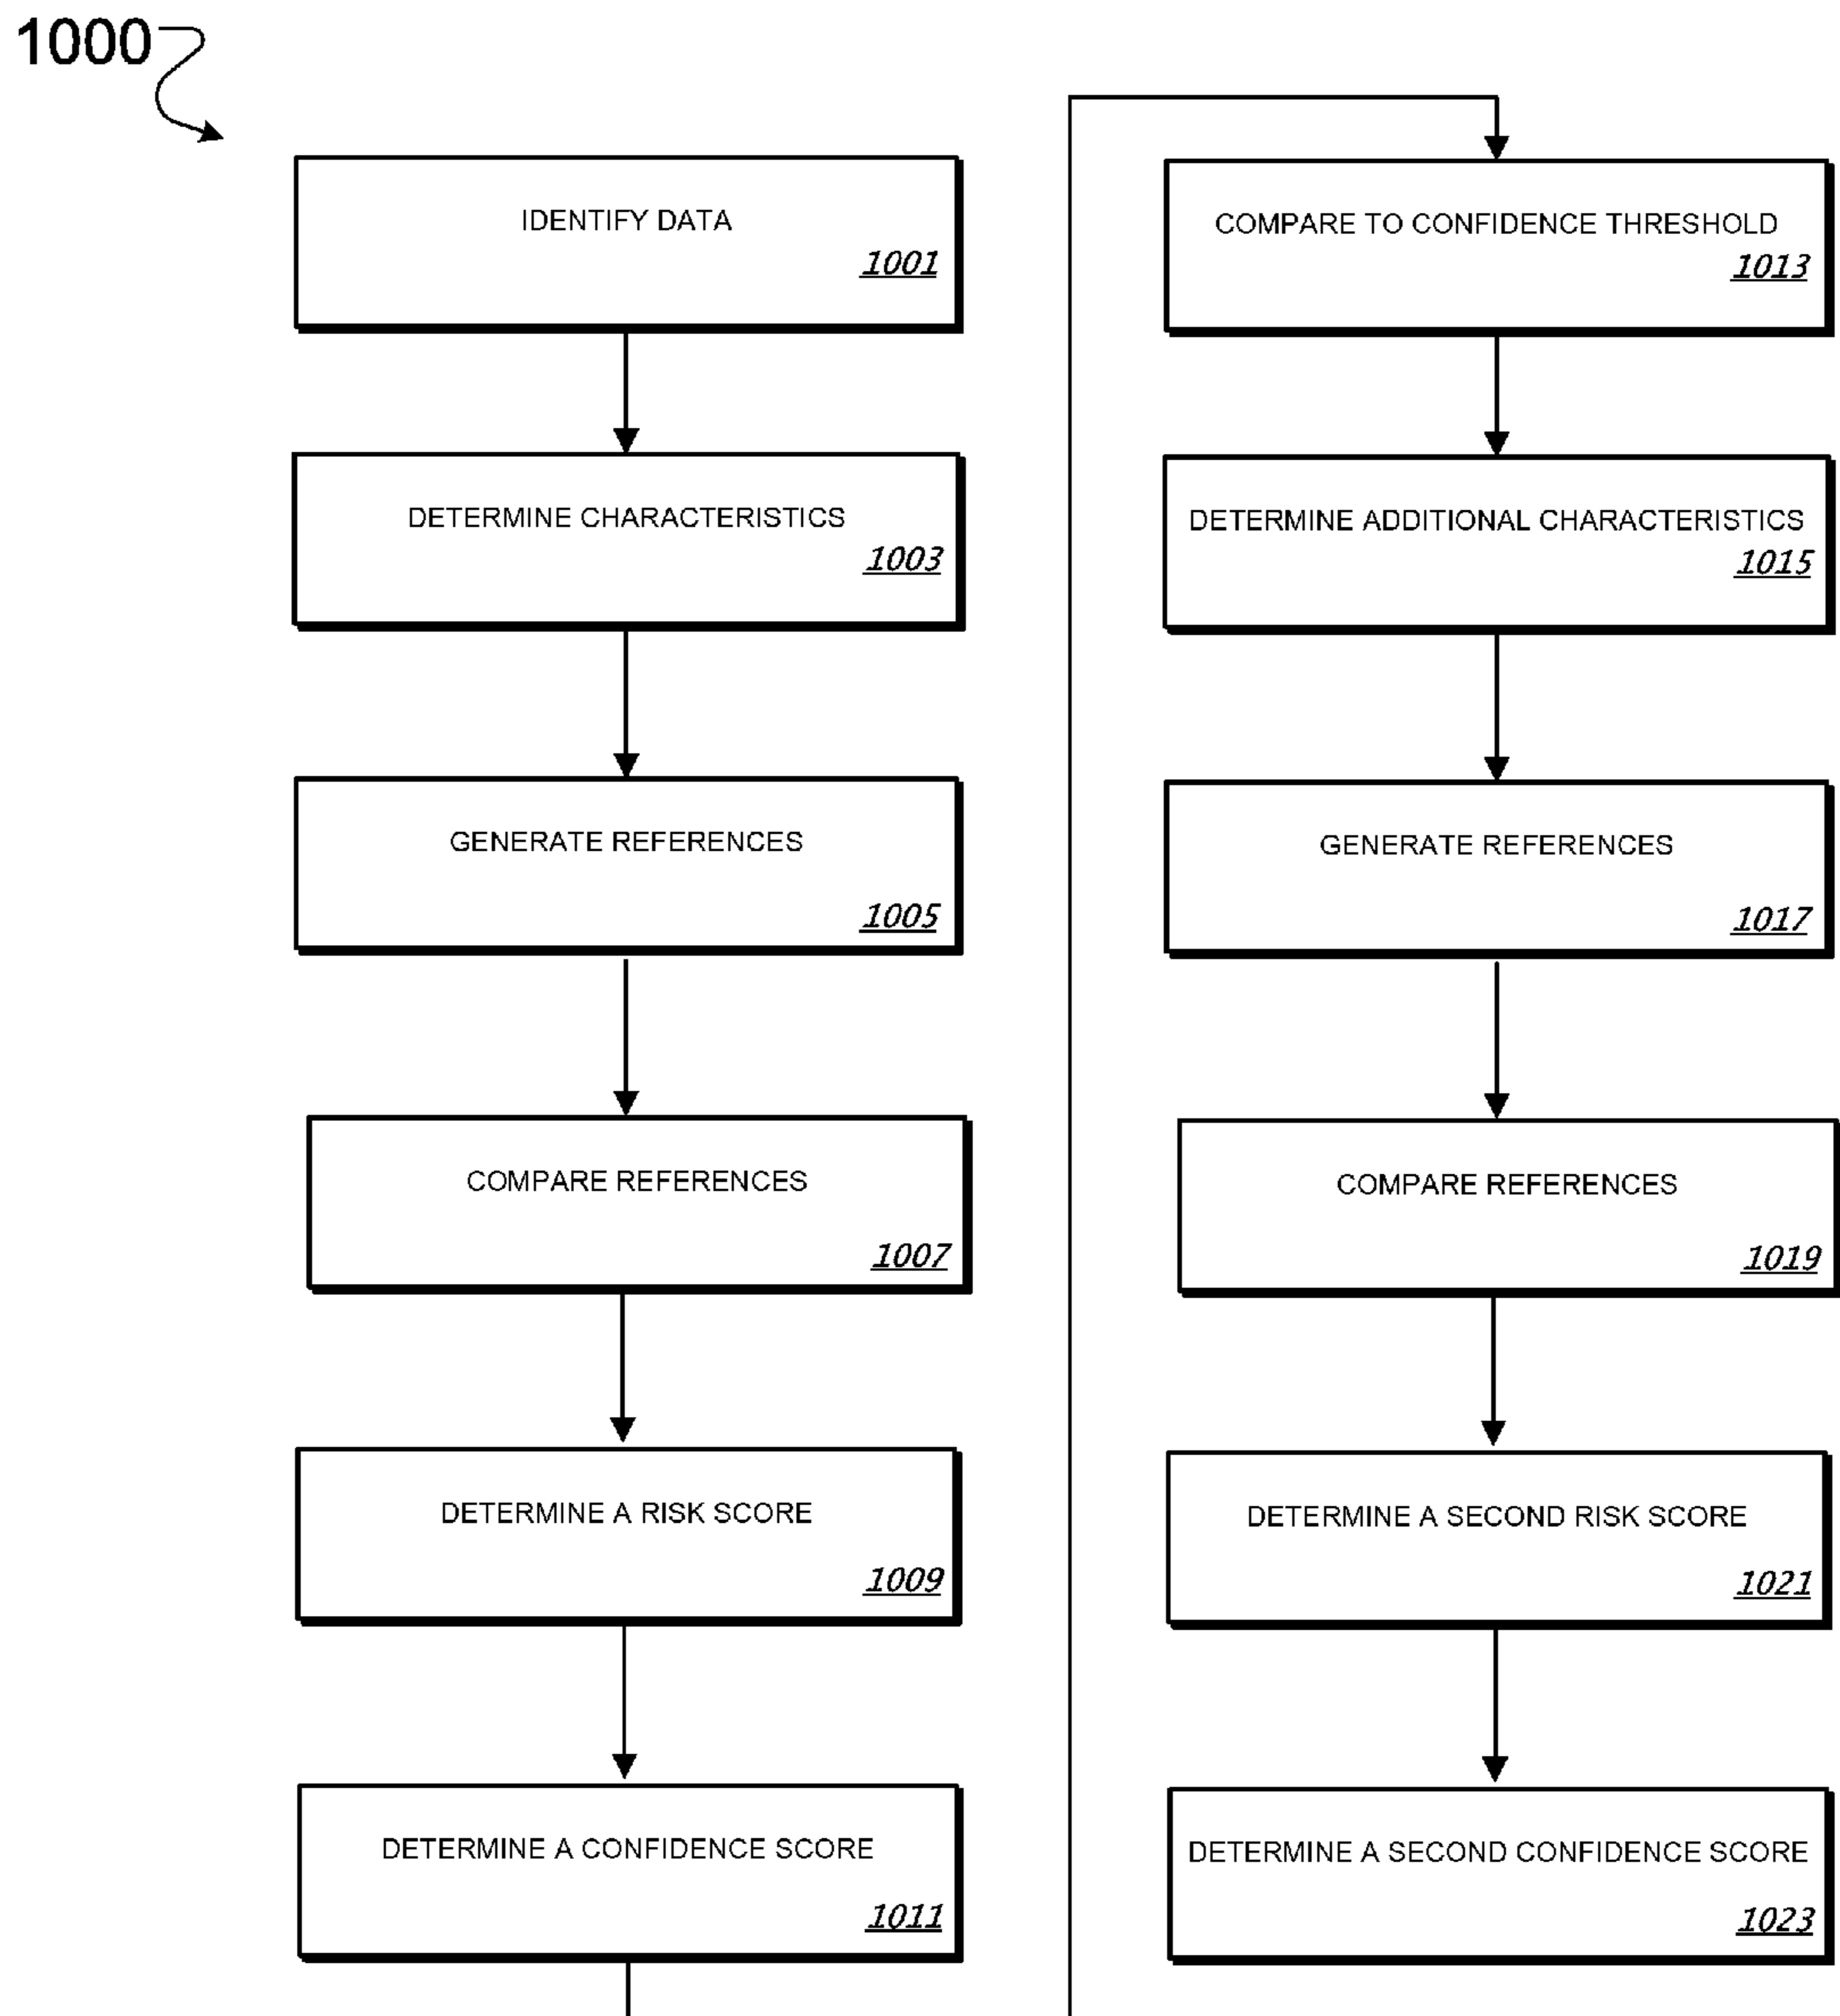 1000
IDENTIFY DATA
1001
DETERMINE CHARACTERISTICS
1003
GENERATE REFERENCES
1005
COMPARE REFERENCES
1007
DETERMINE A RISK SCORE
1009
DETERMINE A CONFIDENCE SCORE
1011
COMPARE TO CONFIDENCE THRESHOLD
1013
DETERMINE ADDITIONAL CHARACTERISTICS
1015
GENERATE REFERENCES
1017
COMPARE REFERENCES
1019
DETERMINE A SECOND RISK SCORE
1021
DETERMINE A SECOND CONFIDENCE SCORE
1023